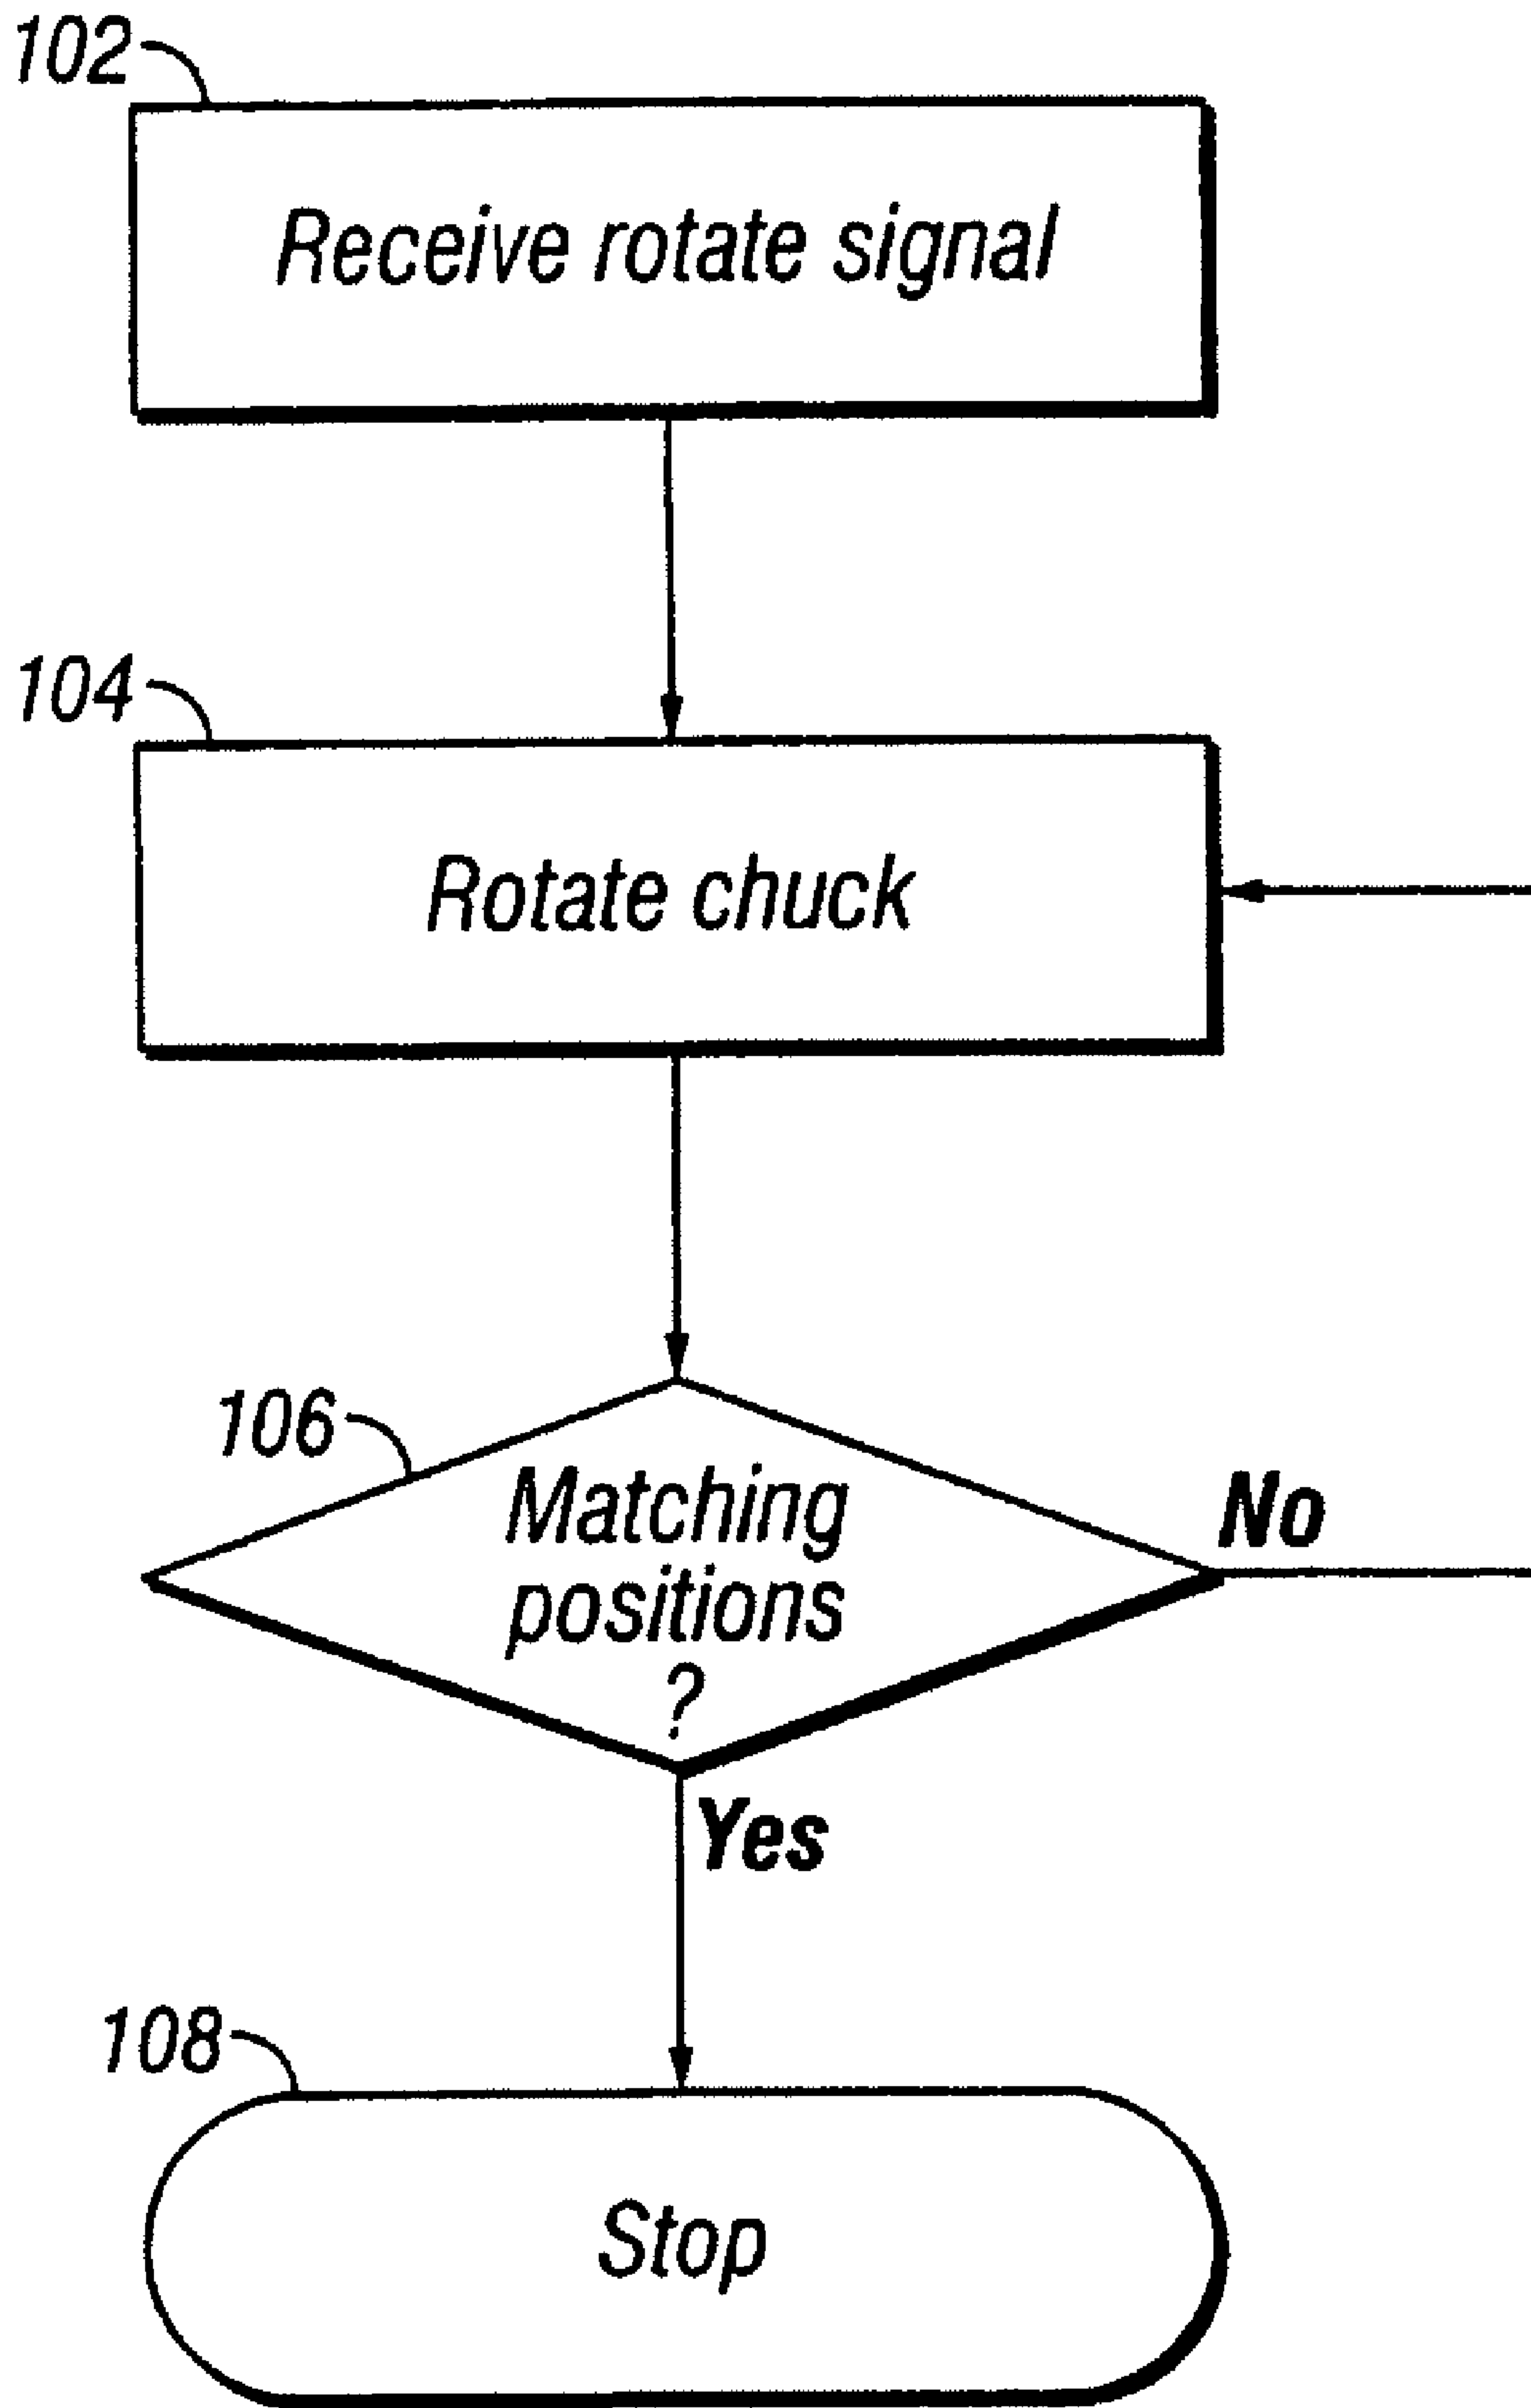 102
Receive rotate signal
104
Rotate chuck
106
Matching
positions
?
No
Yes
108
Stop